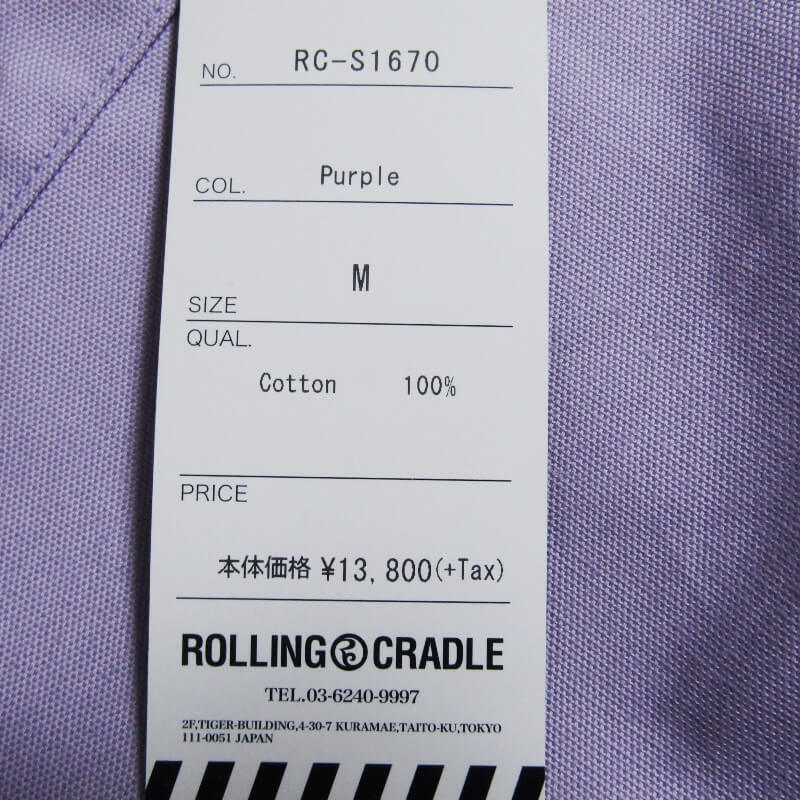 NO. RC-S1670
COL. Purple
M
SIZE
QUAL.
Cotton 100%
PRICE
本体価格 ¥13,800(+Tax)
ROLLING CRADLE
TEL.03-6240-9997
2F,TIGER-BUILDING,4-30-7 KURAMAE,TAITO-KU,TOKYO
111-0051 JAPAN